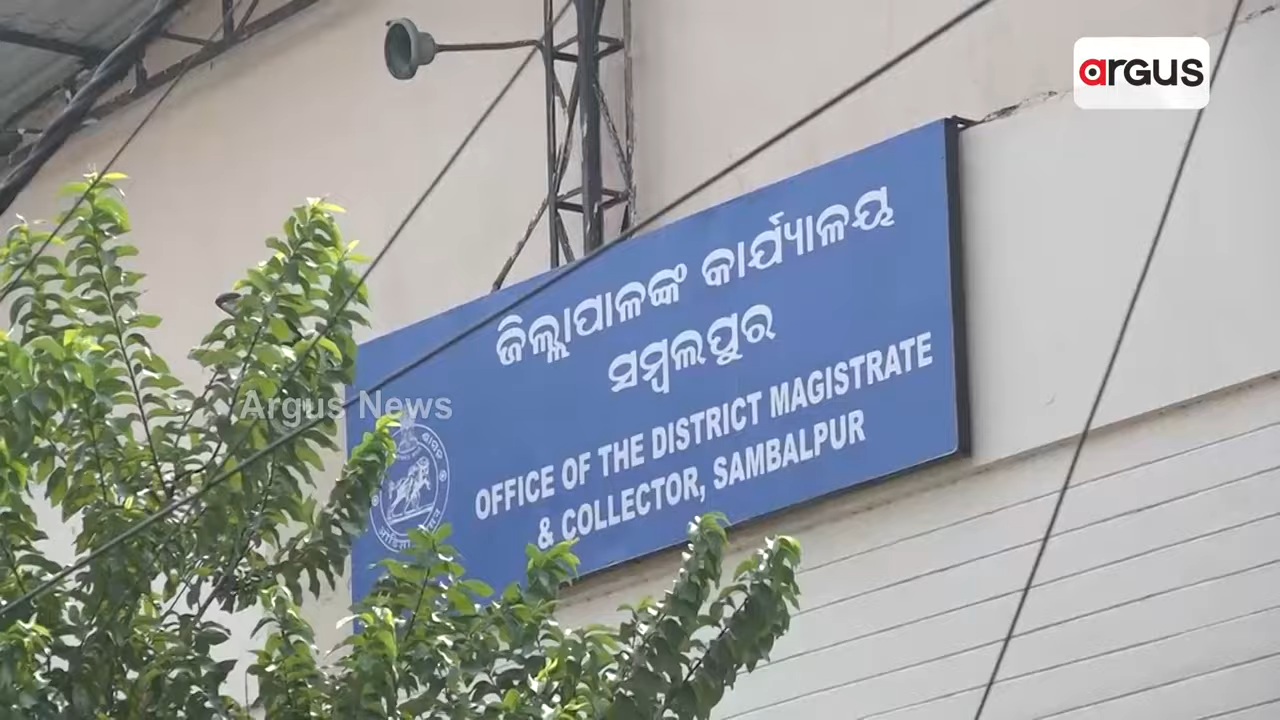 argus
ଜିଲ୍ଲାପାଳଙ୍କ କାର୍ଯ୍ୟାଳୟ
ସମ୍ବଲପୁର
OFFICE OF THE DISTRICT MAGISTRATE
& COLLECTOR, SAMBALPUR
Argus News